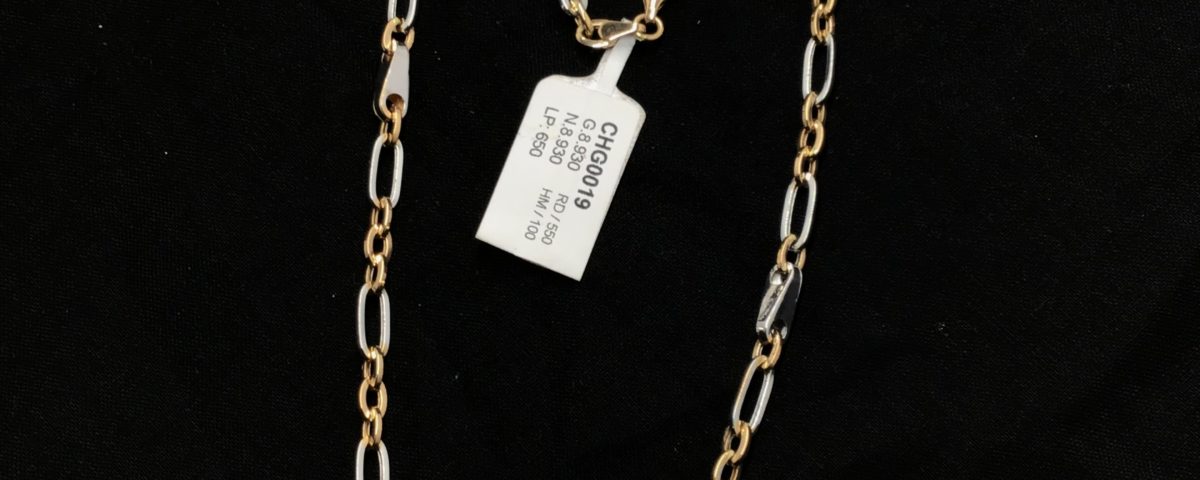 CHG0019
G.8.930 RD / 550
N.8.930 HM / 100
LP: 650